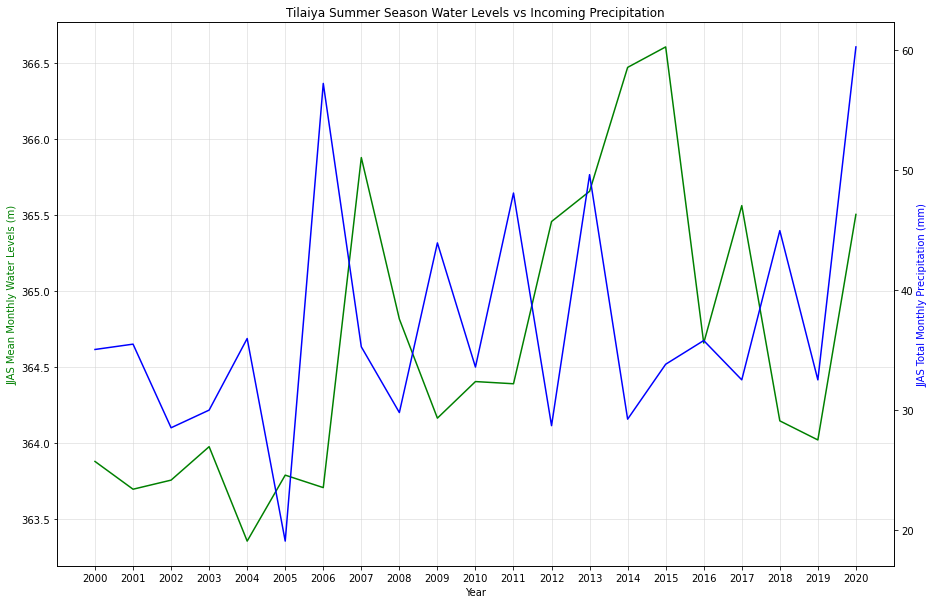 Tilaiya Summer Season Water Levels vs Incoming Precipitation
JJAS Mean Monthly Water Levels (m)
366.5
366.0
365.5
365.0
364.5
364.0
363.5
60
50
40
30
20
JJAS Total Monthly Precipitation (mm)
2000 2001 2002 2003 2004 2005 2006 2007 2008 2009 2010 2011 2012 2013 2014 2015 2016 2017 2018 2019 2020
Year